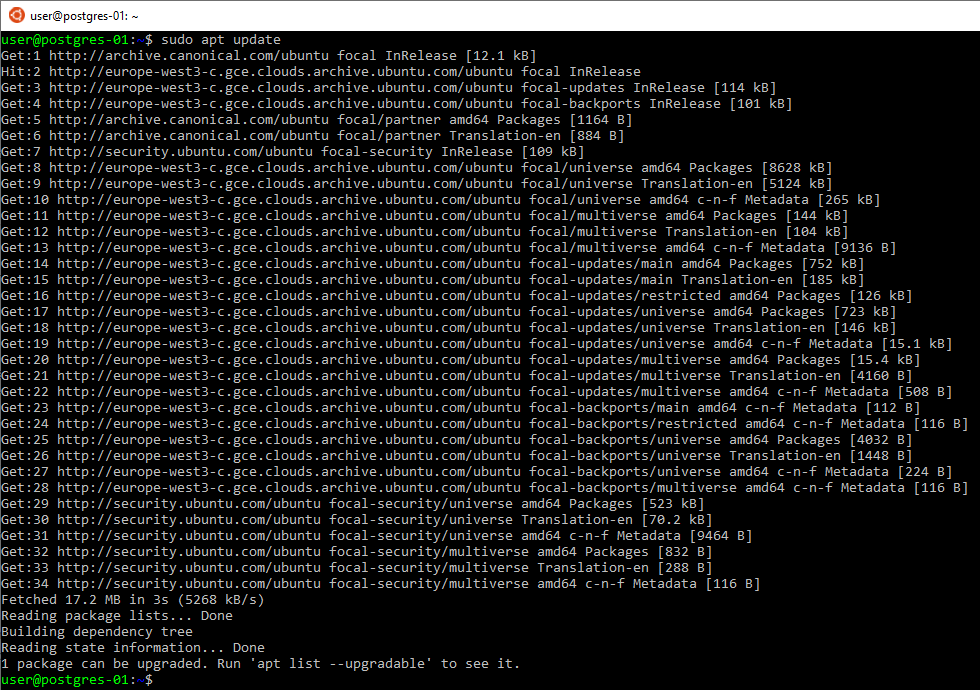 user@postgres-01: ~
user@postgres-01:~$ sudo apt update
Get:1 http://archive.canonical.com/ubuntu focal InRelease [12.1 kB]
Hit:2 http://europe-west3-c.gce.clouds.archive.ubuntu.com/ubuntu focal InRelease
Get:3 http://europe-west3-c.gce.clouds.archive.ubuntu.com/ubuntu focal-updates InRelease [114 kB]
Get:4 http://europe-west3-c.gce.clouds.archive.ubuntu.com/ubuntu focal-backports InRelease [101 kB]
Get:5 http://archive.canonical.com/ubuntu focal/partner amd64 Packages [1164 B]
Get:6 http://archive.canonical.com/ubuntu focal/partner Translation-en [884 B]
Get:7 http://security.ubuntu.com/ubuntu focal-security InRelease [109 kB]
Get:8 http://europe-west3-c.gce.clouds.archive.ubuntu.com/ubuntu focal/universe amd64 Packages [8628 kB]
Get:9 http://europe-west3-c.gce.clouds.archive.ubuntu.com/ubuntu focal/universe Translation-en [5124 kB]
Get:10 http://europe-west3-c.gce.clouds.archive.ubuntu.com/ubuntu focal/universe amd64 c-n-f Metadata [265 kB]
Get:11 http://europe-west3-c.gce.clouds.archive.ubuntu.com/ubuntu focal/multiverse amd64 Packages [144 kB]
Get:12 http://europe-west3-c.gce.clouds.archive.ubuntu.com/ubuntu focal/multiverse Translation-en [104 kB]
Get:13 http://europe-west3-c.gce.clouds.archive.ubuntu.com/ubuntu focal/multiverse amd64 c-n-f Metadata [9136 B]
Get:14 http://europe-west3-c.gce.clouds.archive.ubuntu.com/ubuntu focal-updates/main amd64 Packages [752 kB]
Get:15 http://europe-west3-c.gce.clouds.archive.ubuntu.com/ubuntu focal-updates/main Translation-en [185 kB]
Get:16 http://europe-west3-c.gce.clouds.archive.ubuntu.com/ubuntu focal-updates/restricted amd64 Packages [126 kB]
Get:17 http://europe-west3-c.gce.clouds.archive.ubuntu.com/ubuntu focal-updates/universe amd64 Packages [723 kB]
Get:18 http://europe-west3-c.gce.clouds.archive.ubuntu.com/ubuntu focal-updates/universe Translation-en [146 kB]
Get:19 http://europe-west3-c.gce.clouds.archive.ubuntu.com/ubuntu focal-updates/universe amd64 c-n-f Metadata [15.1 kB]
Get:20 http://europe-west3-c.gce.clouds.archive.ubuntu.com/ubuntu focal-updates/multiverse amd64 Packages [15.4 kB]
Get:21 http://europe-west3-c.gce.clouds.archive.ubuntu.com/ubuntu focal-updates/multiverse Translation-en [4160 B]
Get:22 http://europe-west3-c.gce.clouds.archive.ubuntu.com/ubuntu focal-updates/multiverse amd64 c-n-f Metadata [508 B]
Get:23 http://europe-west3-c.gce.clouds.archive.ubuntu.com/ubuntu focal-backports/main amd64 c-n-f Metadata [112 B]
Get:24 http://europe-west3-c.gce.clouds.archive.ubuntu.com/ubuntu focal-backports/restricted amd64 c-n-f Metadata [116 B]
Get:25 http://europe-west3-c.gce.clouds.archive.ubuntu.com/ubuntu focal-backports/universe amd64 Packages [4032 B]
Get:26 http://europe-west3-c.gce.clouds.archive.ubuntu.com/ubuntu focal-backports/universe Translation-en [1448 B]
Get:27 http://europe-west3-c.gce.clouds.archive.ubuntu.com/ubuntu focal-backports/universe amd64 c-n-f Metadata [224 B]
Get:28 http://europe-west3-c.gce.clouds.archive.ubuntu.com/ubuntu focal-backports/multiverse amd64 c-n-f Metadata [116 B]
Get:29 http://security.ubuntu.com/ubuntu focal-security/universe amd64 Packages [523 kB]
Get:30 http://security.ubuntu.com/ubuntu focal-security/universe Translation-en [70.2 kB]
Get:31 http://security.ubuntu.com/ubuntu focal-security/universe amd64 c-n-f Metadata [9464 B]
Get:32 http://security.ubuntu.com/ubuntu focal-security/multiverse amd64 Packages [832 B]
Get:33 http://security.ubuntu.com/ubuntu focal-security/multiverse Translation-en [288 B]
Get:34 http://security.ubuntu.com/ubuntu focal-security/multiverse amd64 c-n-f Metadata [116 B]
Fetched 17.2 MB in 3s (5268 kB/s)
Reading package lists... Done
Building dependency tree
Reading state information... Done
1 package can be upgraded. Run 'apt list --upgradable' to see it.
user@postgres-01:~$